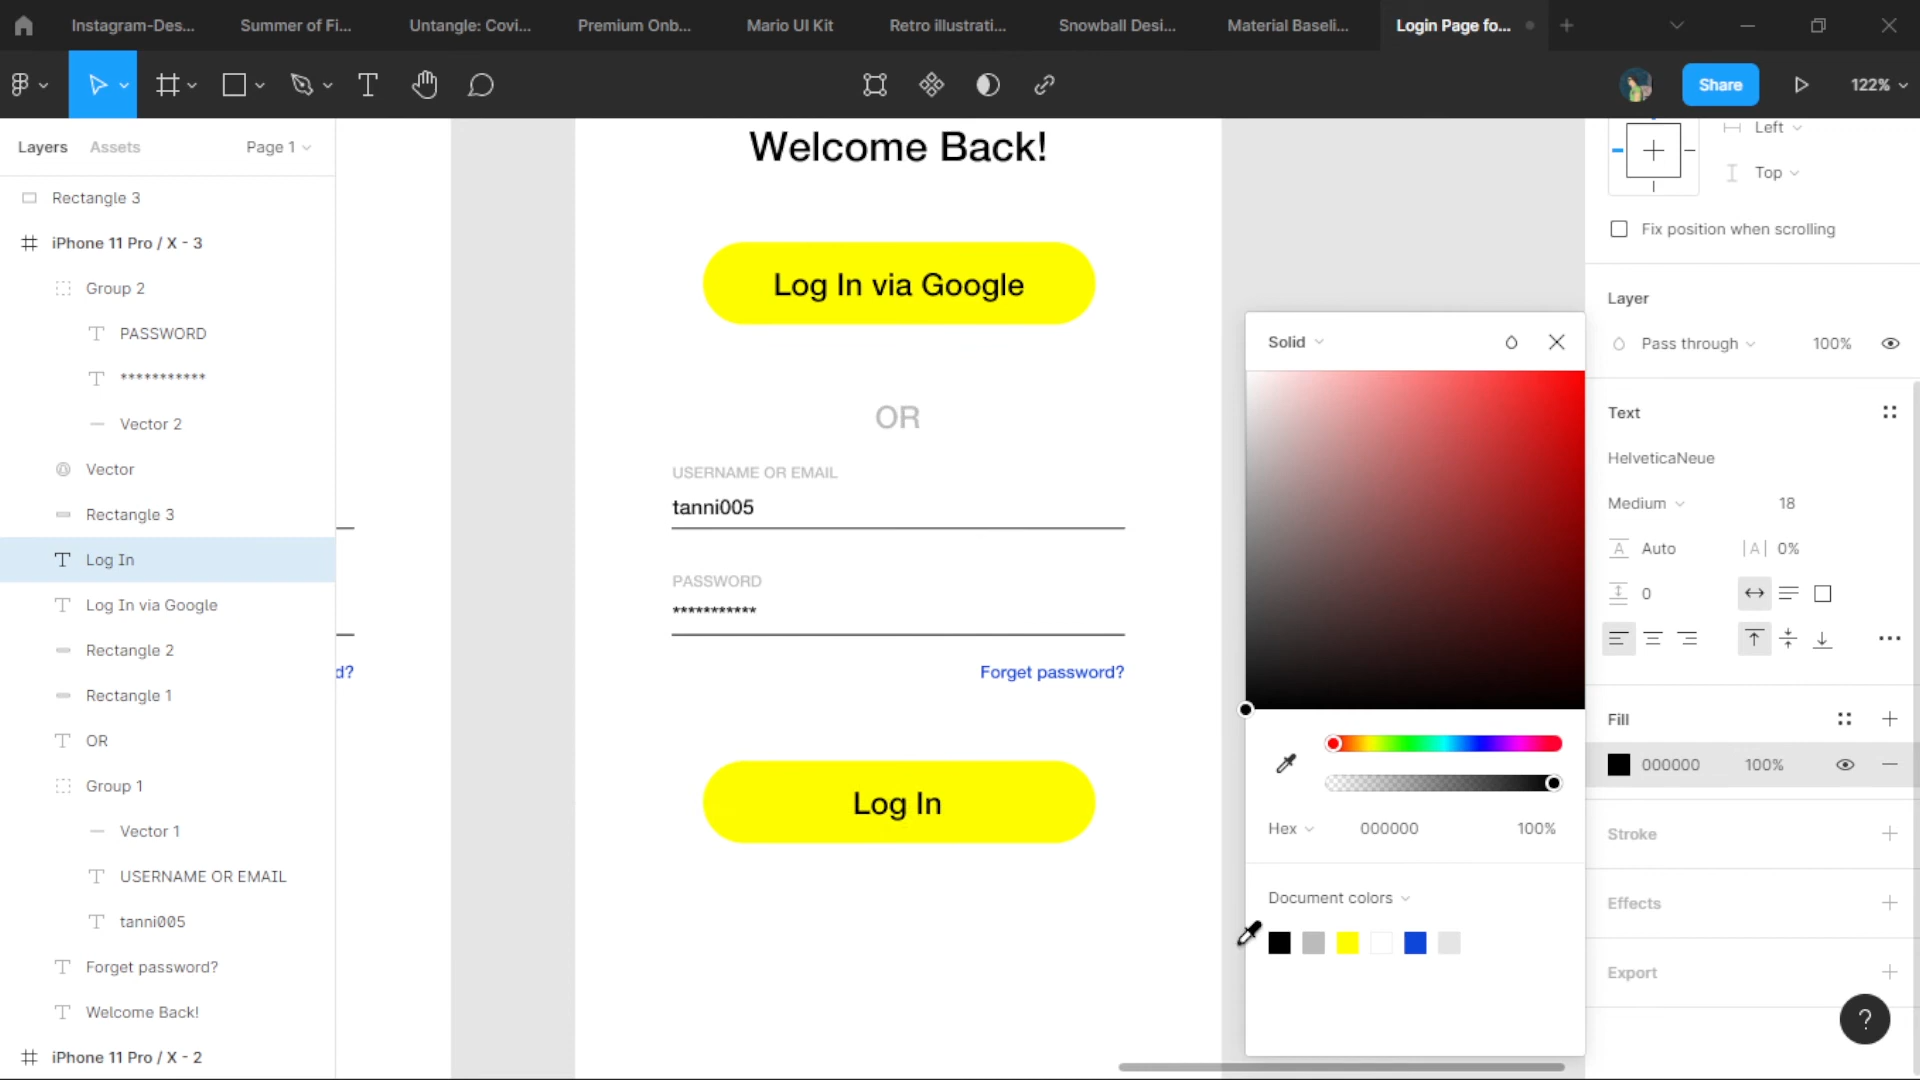 Instagram-Des...
Summer of Fi...
Untangle: Covi...
Premium Onb...
Mario UI Kit
Retro illustrati...
Snowball Desi...
Material Baseli...
Login Page fo...
Share
122%
Layers
Assets
Page 1
Rectangle 3
iPhone 11 Pro / X - 3
Group 2
PASSWORD
***********
Vector 2
Vector
Rectangle 3
Log In
Log In via Google
Rectangle 2
Rectangle 1
OR
Group 1
Vector 1
USERNAME OR EMAIL
tanni005
Forget password?
Welcome Back!
iPhone 11 Pro / X - 2
d?
Welcome Back!
Log In via Google
OR
USERNAME OR EMAIL
tanni005
PASSWORD
***********
Forget password?
Log In
Solid
Hex
000000
100%
Document colors
Left
Top
Fix position when scrolling
Layer
Pass through
100%
Text
HelveticaNeue
Medium
18
Auto
|A| 0%
0
Fill
000000
100%
Stroke
Effects
Export
?